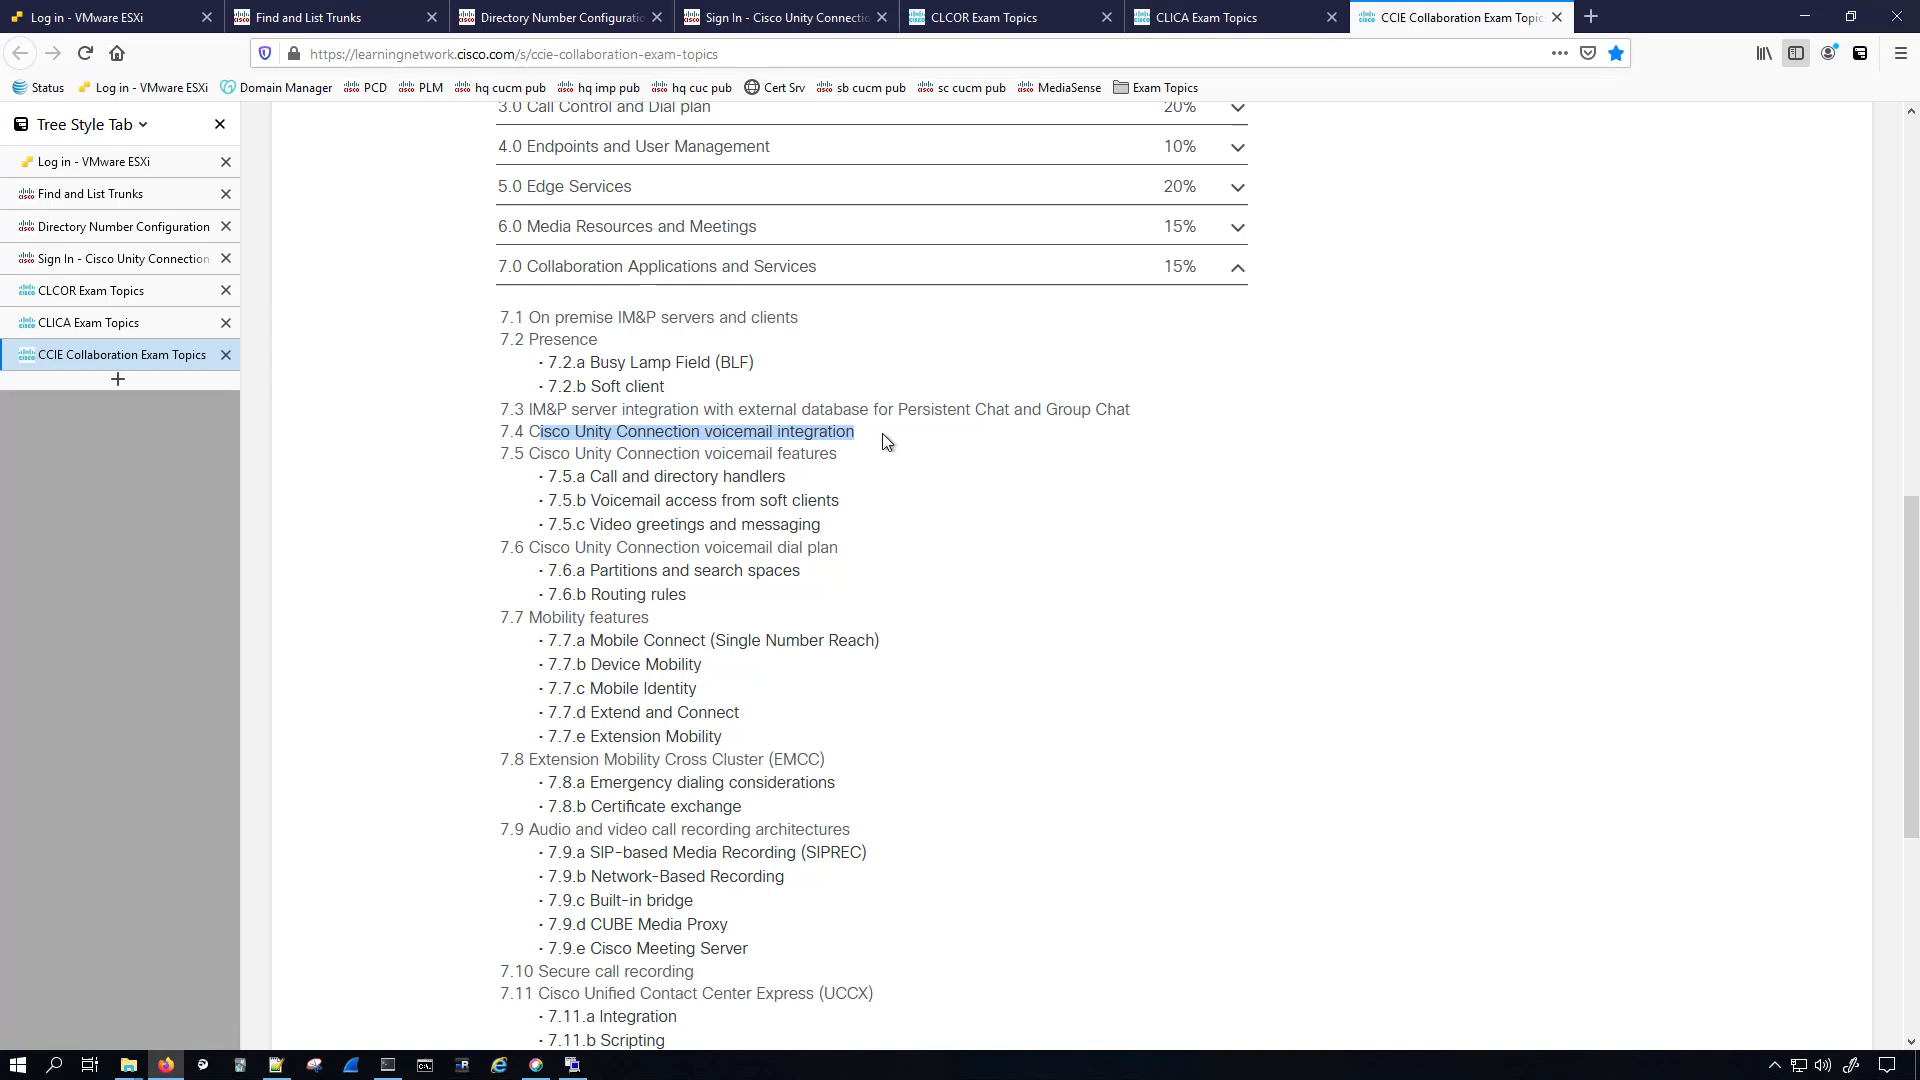 Log in - VMware ESXi
Find and List Trunks
Directory Number Configuratio
Sign In - Cisco Unity Connectio
CLCOR Exam Topics
CLICA Exam Topics
CCIE Collaboration Exam Topic
https://learningnetwork.cisco.com/s/ccie-collaboration-exam-topics
Status
Log in - VMware ESXi
Domain Manager
PCD
PLM
hq cucm pub
hq imp pub
hq cuc pub
Cert Srv
sb cucm pub
sc cucm pub
MediaSense
Exam Topics
Tree Style Tab
Log in - VMware ESXi
Find and List Trunks
Directory Number Configuration
Sign In - Cisco Unity Connection
CLCOR Exam Topics
CLICA Exam Topics
CCIE Collaboration Exam Topics
3.0 Call Control and Dial plan 20%
4.0 Endpoints and User Management 10%
5.0 Edge Services 20%
6.0 Media Resources and Meetings 15%
7.0 Collaboration Applications and Services 15%
7.1 On premise IM&P servers and clients
7.2 Presence
· 7.2.a Busy Lamp Field (BLF)
· 7.2.b Soft client
7.3 IM&P server integration with external database for Persistent Chat and Group Chat
7.4 Cisco Unity Connection voicemail integration
7.5 Cisco Unity Connection voicemail features
· 7.5.a Call and directory handlers
· 7.5.b Voicemail access from soft clients
· 7.5.c Video greetings and messaging
7.6 Cisco Unity Connection voicemail dial plan
· 7.6.a Partitions and search spaces
· 7.6.b Routing rules
7.7 Mobility features
· 7.7.a Mobile Connect (Single Number Reach)
· 7.7.b Device Mobility
· 7.7.c Mobile Identity
· 7.7.d Extend and Connect
· 7.7.e Extension Mobility
7.8 Extension Mobility Cross Cluster (EMCC)
· 7.8.a Emergency dialing considerations
· 7.8.b Certificate exchange
7.9 Audio and video call recording architectures
· 7.9.a SIP-based Media Recording (SIPREC)
· 7.9.b Network-Based Recording
· 7.9.c Built-in bridge
· 7.9.d CUBE Media Proxy
· 7.9.e Cisco Meeting Server
7.10 Secure call recording
7.11 Cisco Unified Contact Center Express (UCCX)
· 7.11.a Integration
· 7.11.b Scripting